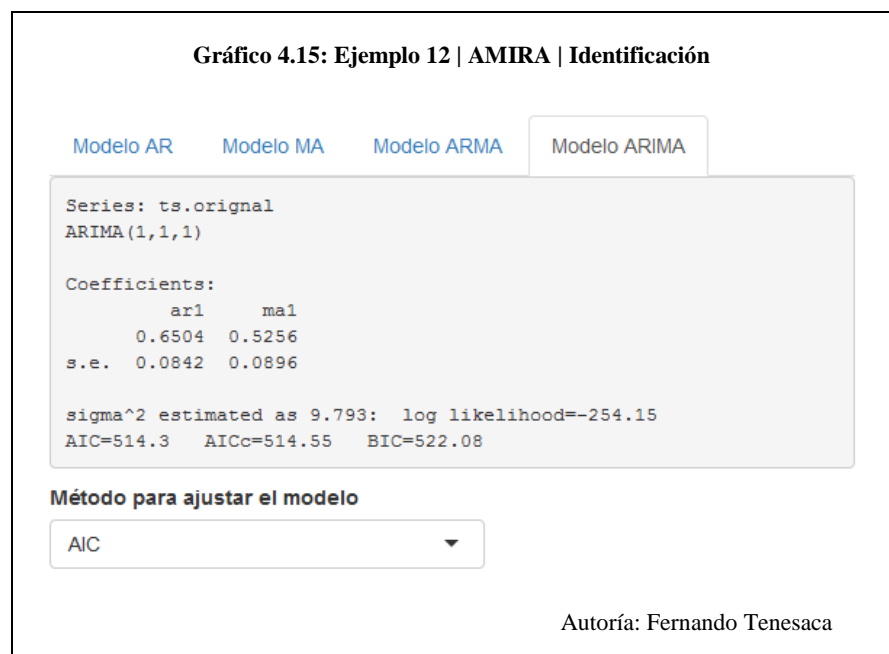 Gráfico 4.15: Ejemplo 12 | AMIRA | Identificación
Modelo AR Modelo MA Modelo ARMA Modelo ARIMA
Series: ts.orignal
ARIMA(1,1,1)
Coefficients:
ar1 ma1
0.6504 0.5256
s.e. 0.0842 0.0896
sigma^2 estimated as 9.793: log likelihood=-254.15
AIC=514.3 AICc=514.55 BIC=522.08
Método para ajustar el modelo
AIC
Autoría: Fernando Tenesaca